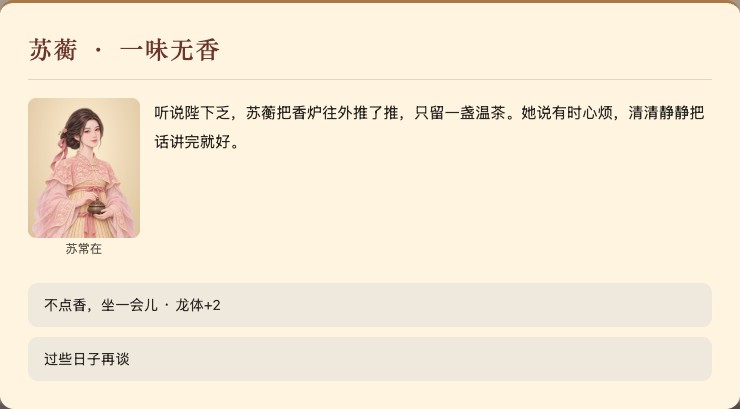 苏蘅 · 一味无香
听说陛下乏，苏蘅把香炉往外推了推，只留一盏温茶。她说有时心烦，清清静静把
话讲完就好。
苏常在
不点香，坐一会儿 · 龙体+2
过些日子再谈